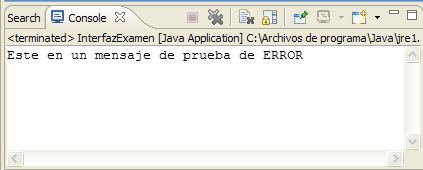 Search Console
<terminated> InterfazExamen [Java Application] C:\Archivos de programa\Java\jre1.
Este en un mensaje de prueba de ERROR